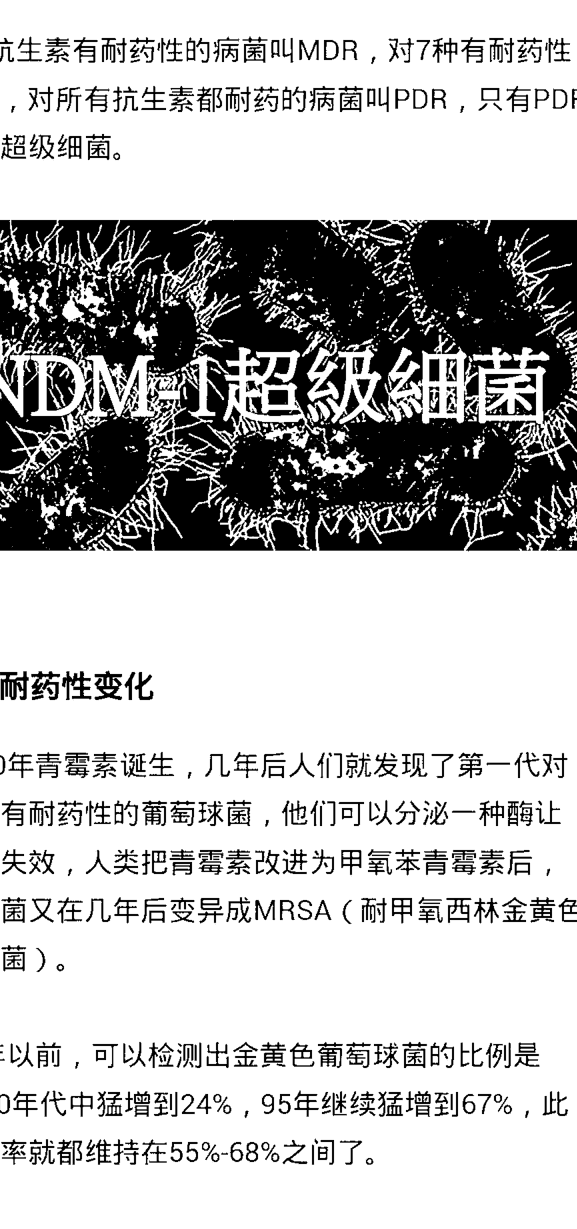 抗生素有耐药性的病菌叫MDR，对7种有耐药性
，对所有抗生素都耐药的病菌叫PDR，只有PDR
超级细菌。
NDM-1超級細菌
耐药性变化
0年青霉素诞生，几年后人们就发现了第一代对
有耐药性的葡萄球菌，他们可以分泌一种酶让
失效，人类把青霉素改进为甲氧苯青霉素后，
菌又在几年后变异成MRSA（耐甲氧西林金黄色
菌）。
年以前，可以检测出金黄色葡萄球菌的比例是
0年代中猛增到24%，95年继续猛增到67%，此
率就都维持在55%-68%之间了。